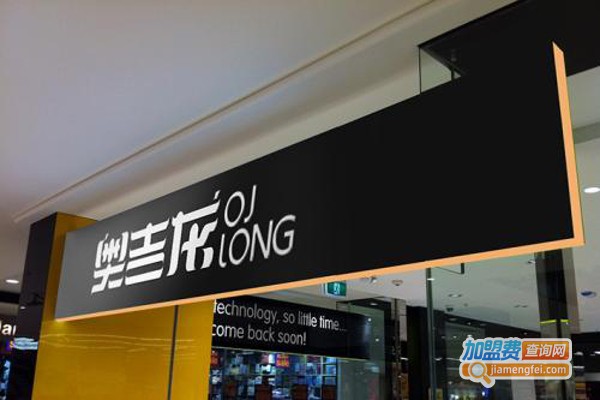 奥吉龙
OJ
LONG
technology, so little time...
come back soon!
加盟费查询网
jiamengfei.com